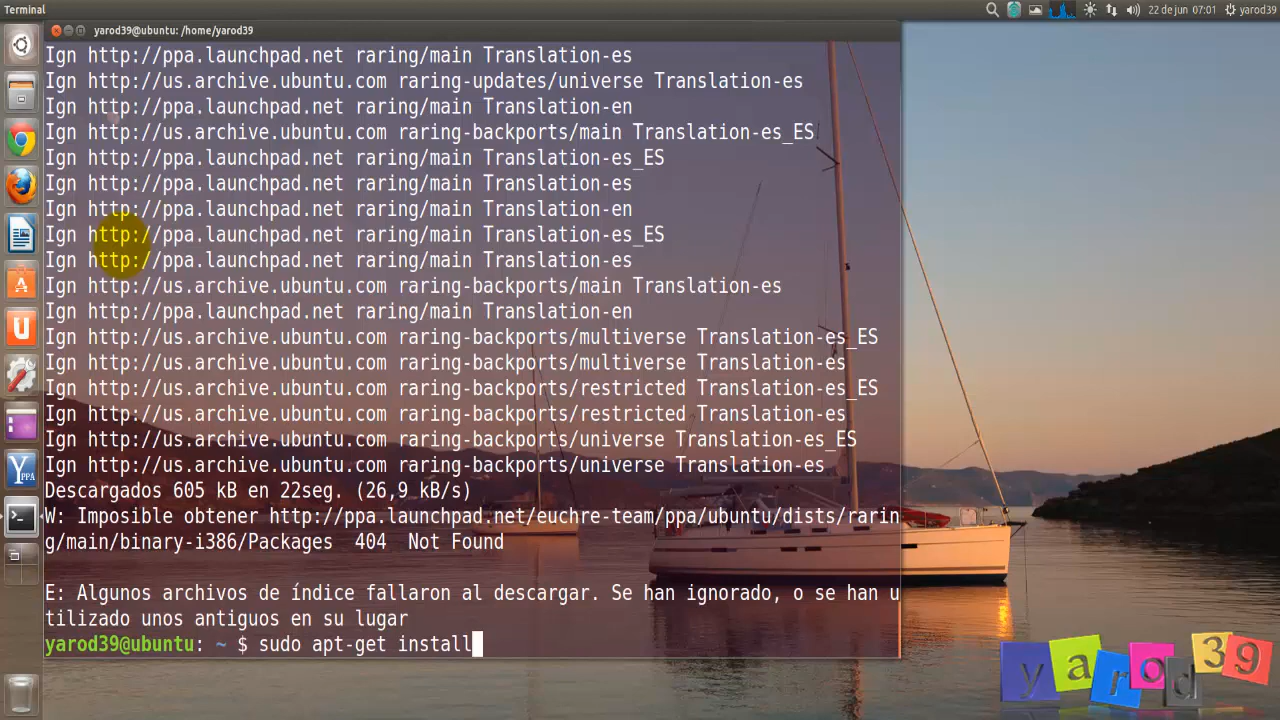 Terminal
22 de jun 07:01 yarod39
yarod39@ubuntu: /home/yarod39
Ign http://ppa.launchpad.net raring/main Translation-es
Ign http://us.archive.ubuntu.com raring-updates/universe Translation-es
Ign http://ppa.launchpad.net raring/main Translation-en
Ign http://us.archive.ubuntu.com raring-backports/main Translation-es_ES
Ign http://ppa.launchpad.net raring/main Translation-es_ES
Ign http://ppa.launchpad.net raring/main Translation-es
Ign http://ppa.launchpad.net raring/main Translation-en
Ign http://ppa.launchpad.net raring/main Translation-es_ES
Ign http://ppa.launchpad.net raring/main Translation-es
Ign http://us.archive.ubuntu.com raring-backports/main Translation-es
Ign http://ppa.launchpad.net raring/main Translation-en
Ign http://us.archive.ubuntu.com raring-backports/multiverse Translation-es_ES
Ign http://us.archive.ubuntu.com raring-backports/multiverse Translation-es
Ign http://us.archive.ubuntu.com raring-backports/restricted Translation-es_ES
Ign http://us.archive.ubuntu.com raring-backports/restricted Translation-es
Ign http://us.archive.ubuntu.com raring-backports/universe Translation-es_ES
Ign http://us.archive.ubuntu.com raring-backports/universe Translation-es
Descargados 605 kB en 22seg. (26,9 kB/s)
W: Imposible obtener http://ppa.launchpad.net/euchre-team/ppa/ubuntu/dists/rarin
g/main/binary-i386/Packages  404  Not Found
E: Algunos archivos de índice fallaron al descargar. Se han ignorado, o se han u
tilizado unos antiguos en su lugar
yarod39@ubuntu: ~ $ sudo apt-get install
yarod39
U
Y PPA